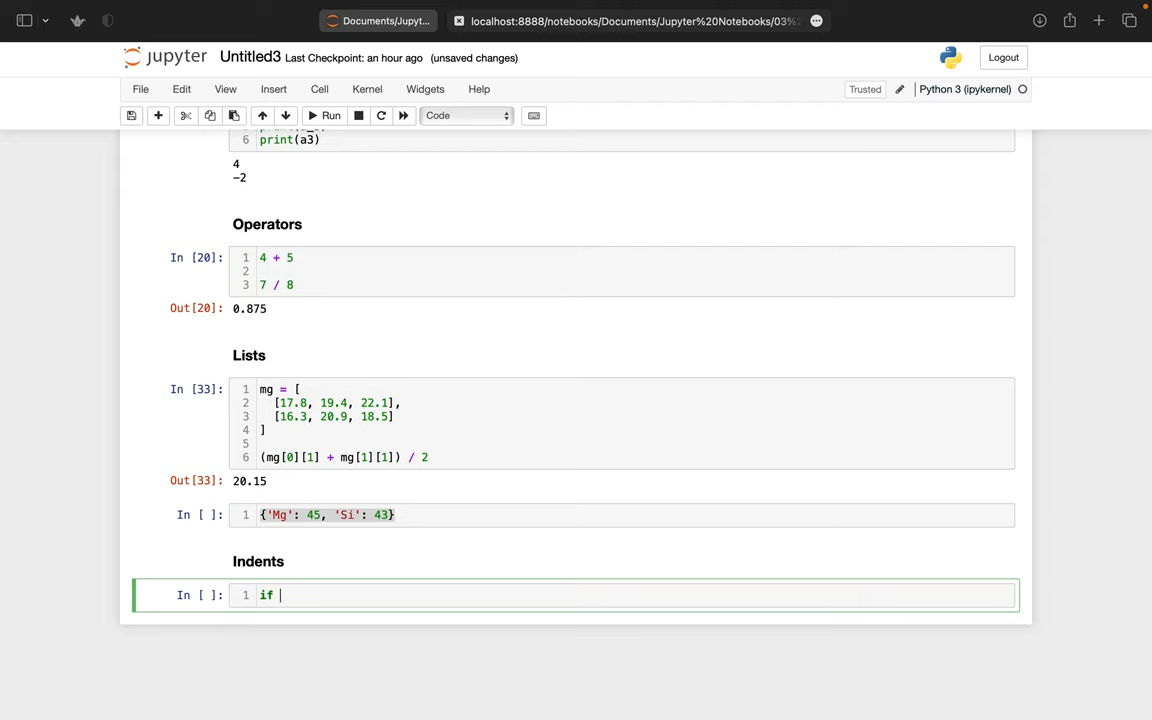 Documents/Jupyt...
localhost:8888/notebooks/Documents/Jupyter%20Notebooks/03%
jupyter Untitled3 Last Checkpoint: an hour ago (unsaved changes)
Logout
File Edit View Insert Cell Kernel Widgets Help
Trusted Python 3 (ipykernel)
Run Code
6 print(a3)
4
-2
Operators
In [20]: 1 4 + 5
2
3 7 / 8
Out[20]: 0.875
Lists
In [33]: 1 mg = [
2 [17.8, 19.4, 22.1],
3 [16.3, 20.9, 18.5]
4 ]
5
6 (mg[0][1] + mg[1][1]) / 2
Out[33]: 20.15
In [ ]: 1 {'Mg': 45, 'Si': 43}
Indents
In [ ]: 1 if